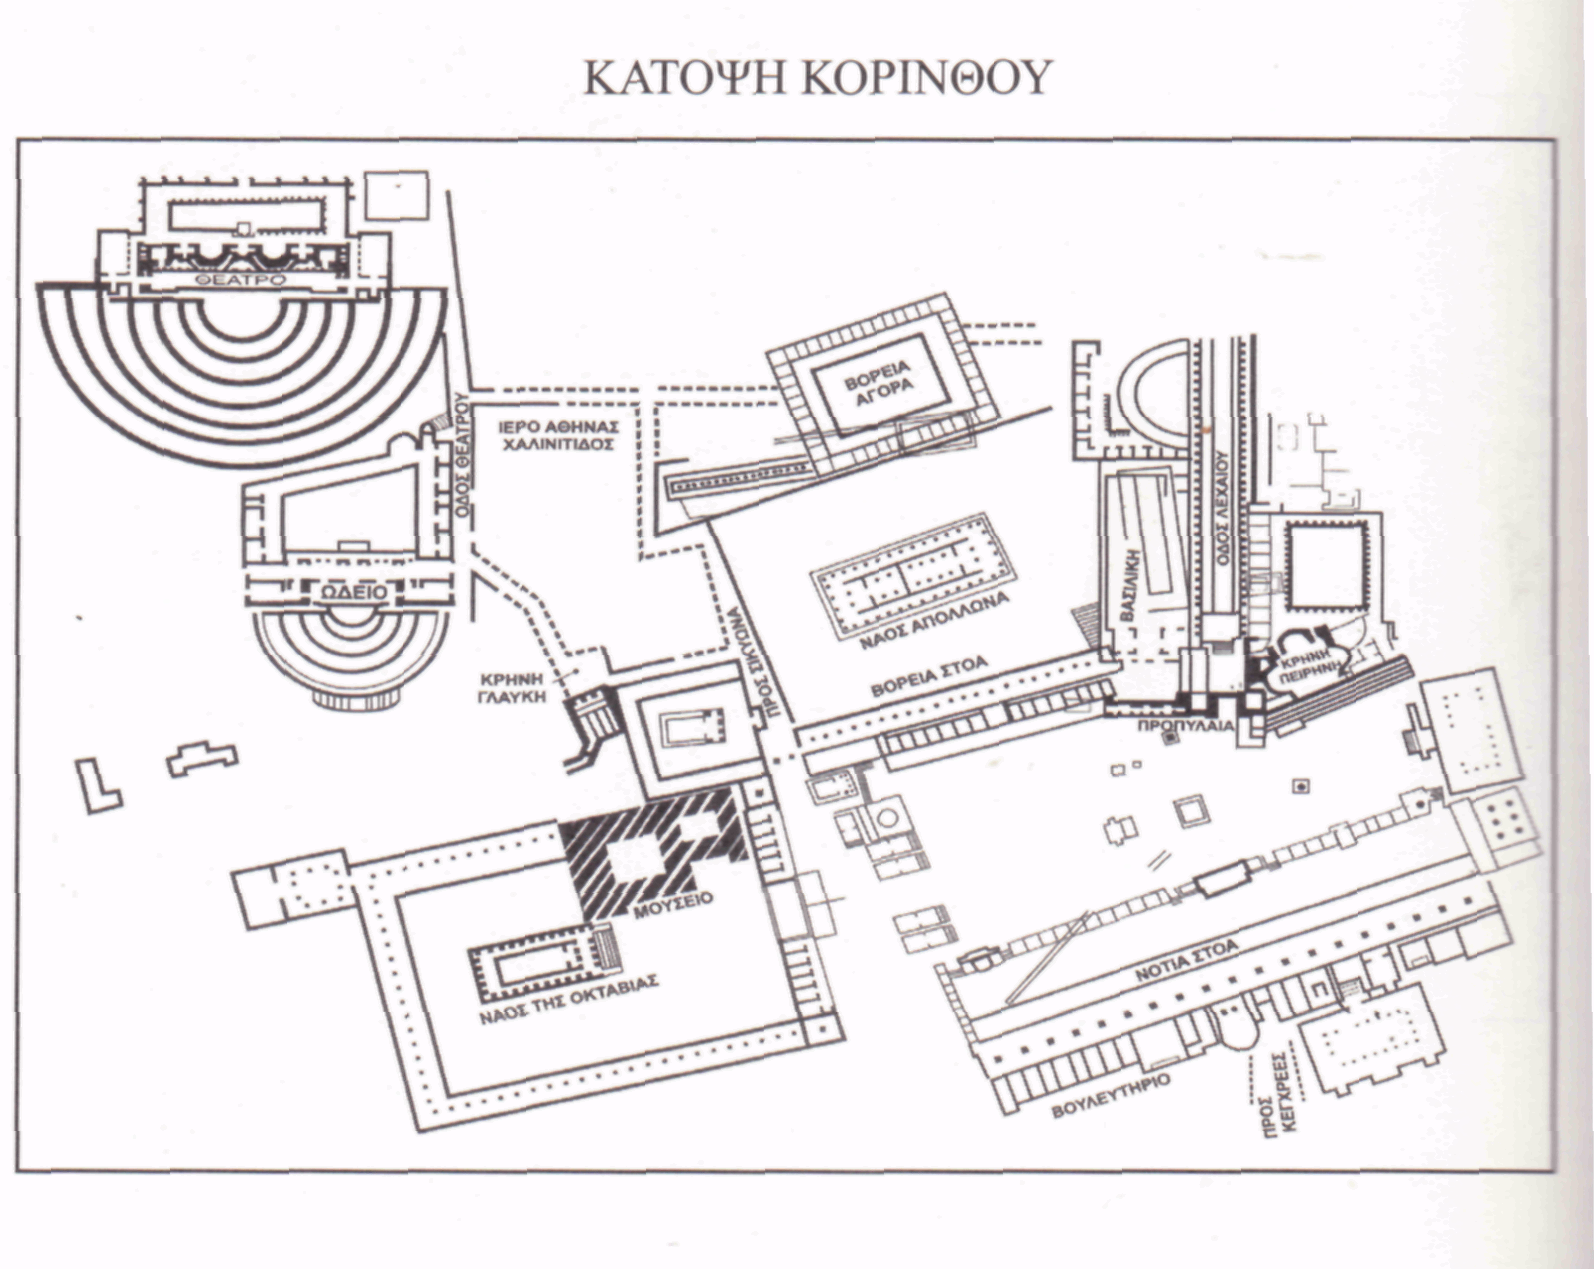 ΚΑΤΟΨΗ ΚΟΡΙΝΘΟΥ
ΘΕΑΤΡΟ
ΒΟΡΕΙΑ
ΑΓΟΡΑ
ΙΕΡΟ ΑΘΗΝΑΣ
ΧΑΛΙΝΙΤΙΔΟΣ
ΟΔΟΣ ΘΕΑΤΡΟΥ
ΟΔΟΣ ΛΕΧΑΙΟΥ
ΒΑΣΙΛΙΚΗ
ΩΔΕΙΟ
ΝΑΟΣ ΑΠΟΛΛΩΝΑ
ΠΡΟΣ ΣΙΚΥΩΝΑ
ΚΡΗΝΗ
ΓΛΑΥΚΗ
ΒΟΡΕΙΑ ΣΤΟΑ
ΚΡΗΝΗ
ΠΕΙΡΗΝΗ
ΠΡΟΠΥΛΑΙΑ
ΜΟΥΣΕΙΟ
ΝΑΟΣ ΤΗΣ ΟΚΤΑΒΙΑΣ
ΝΟΤΙΑ ΣΤΟΑ
ΒΟΥΛΕΥΤΗΡΙΟ
ΠΡΟΣ
ΚΕΓΧΡΕΕΣ